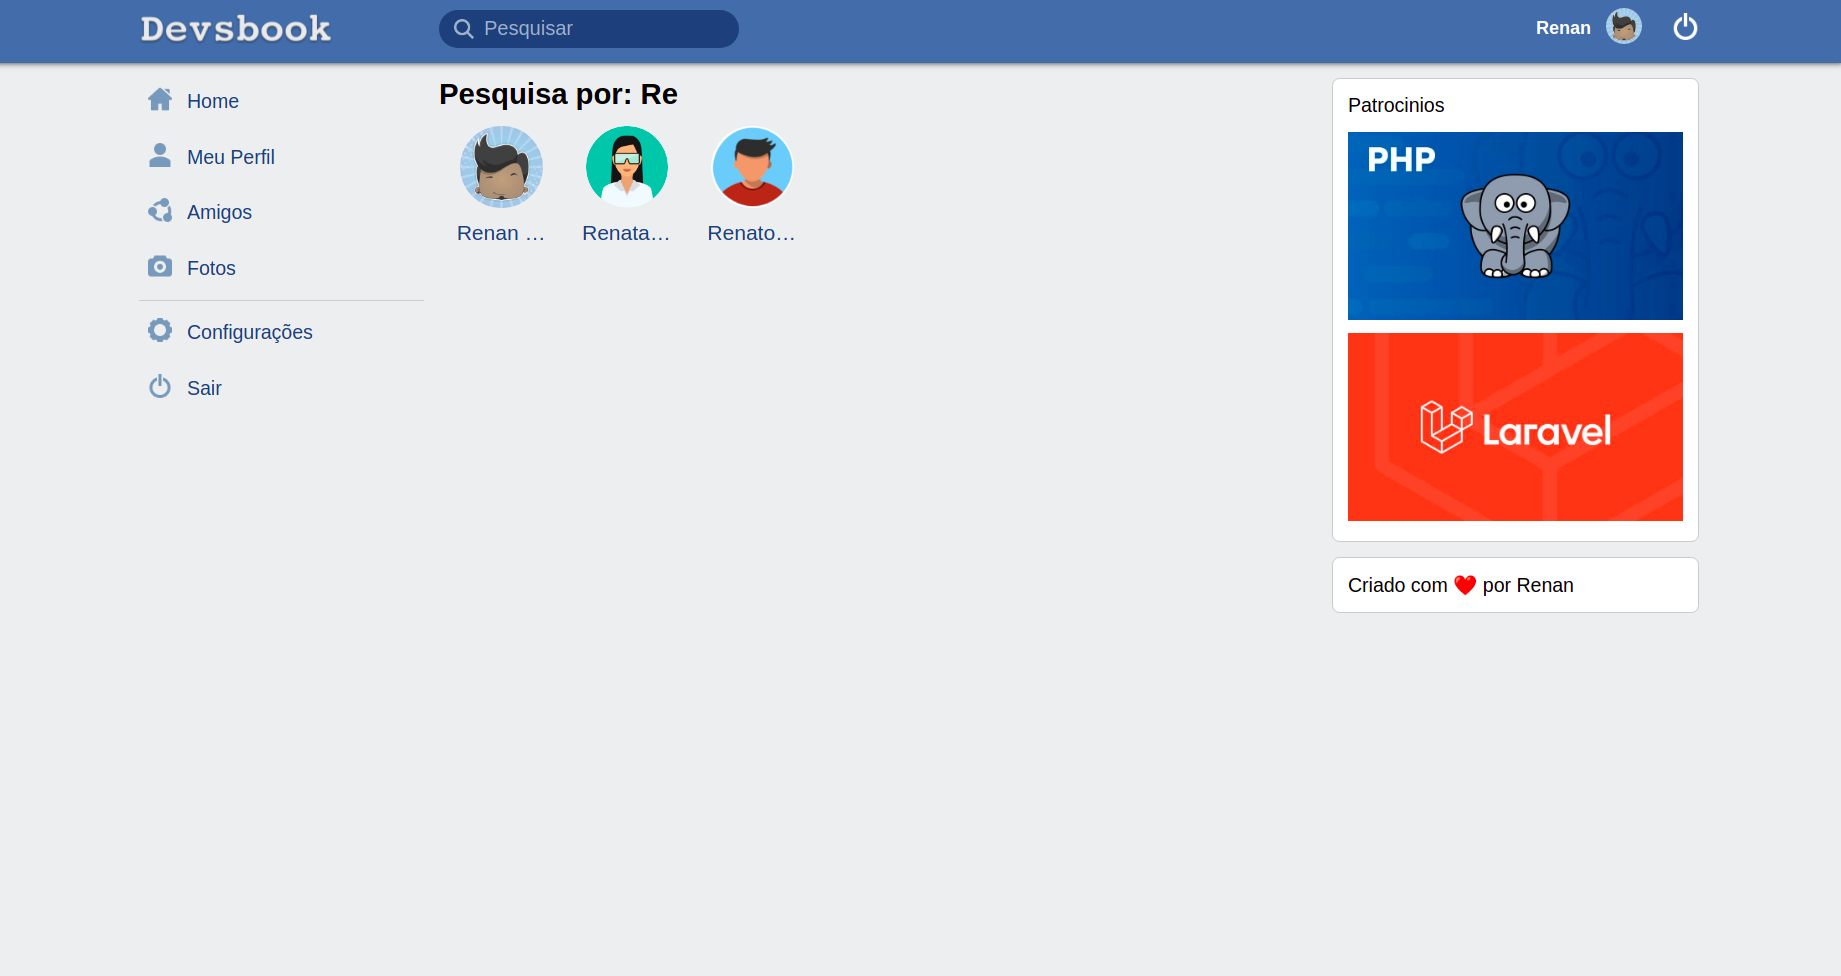 Devsbook
Pesquisar
Renan
Home
Meu Perfil
Amigos
Fotos
Configurações
Sair
Pesquisa por: Re
Renan ...
Renata...
Renato...
Patrocinios
PHP
Laravel
Criado com ❤️ por Renan